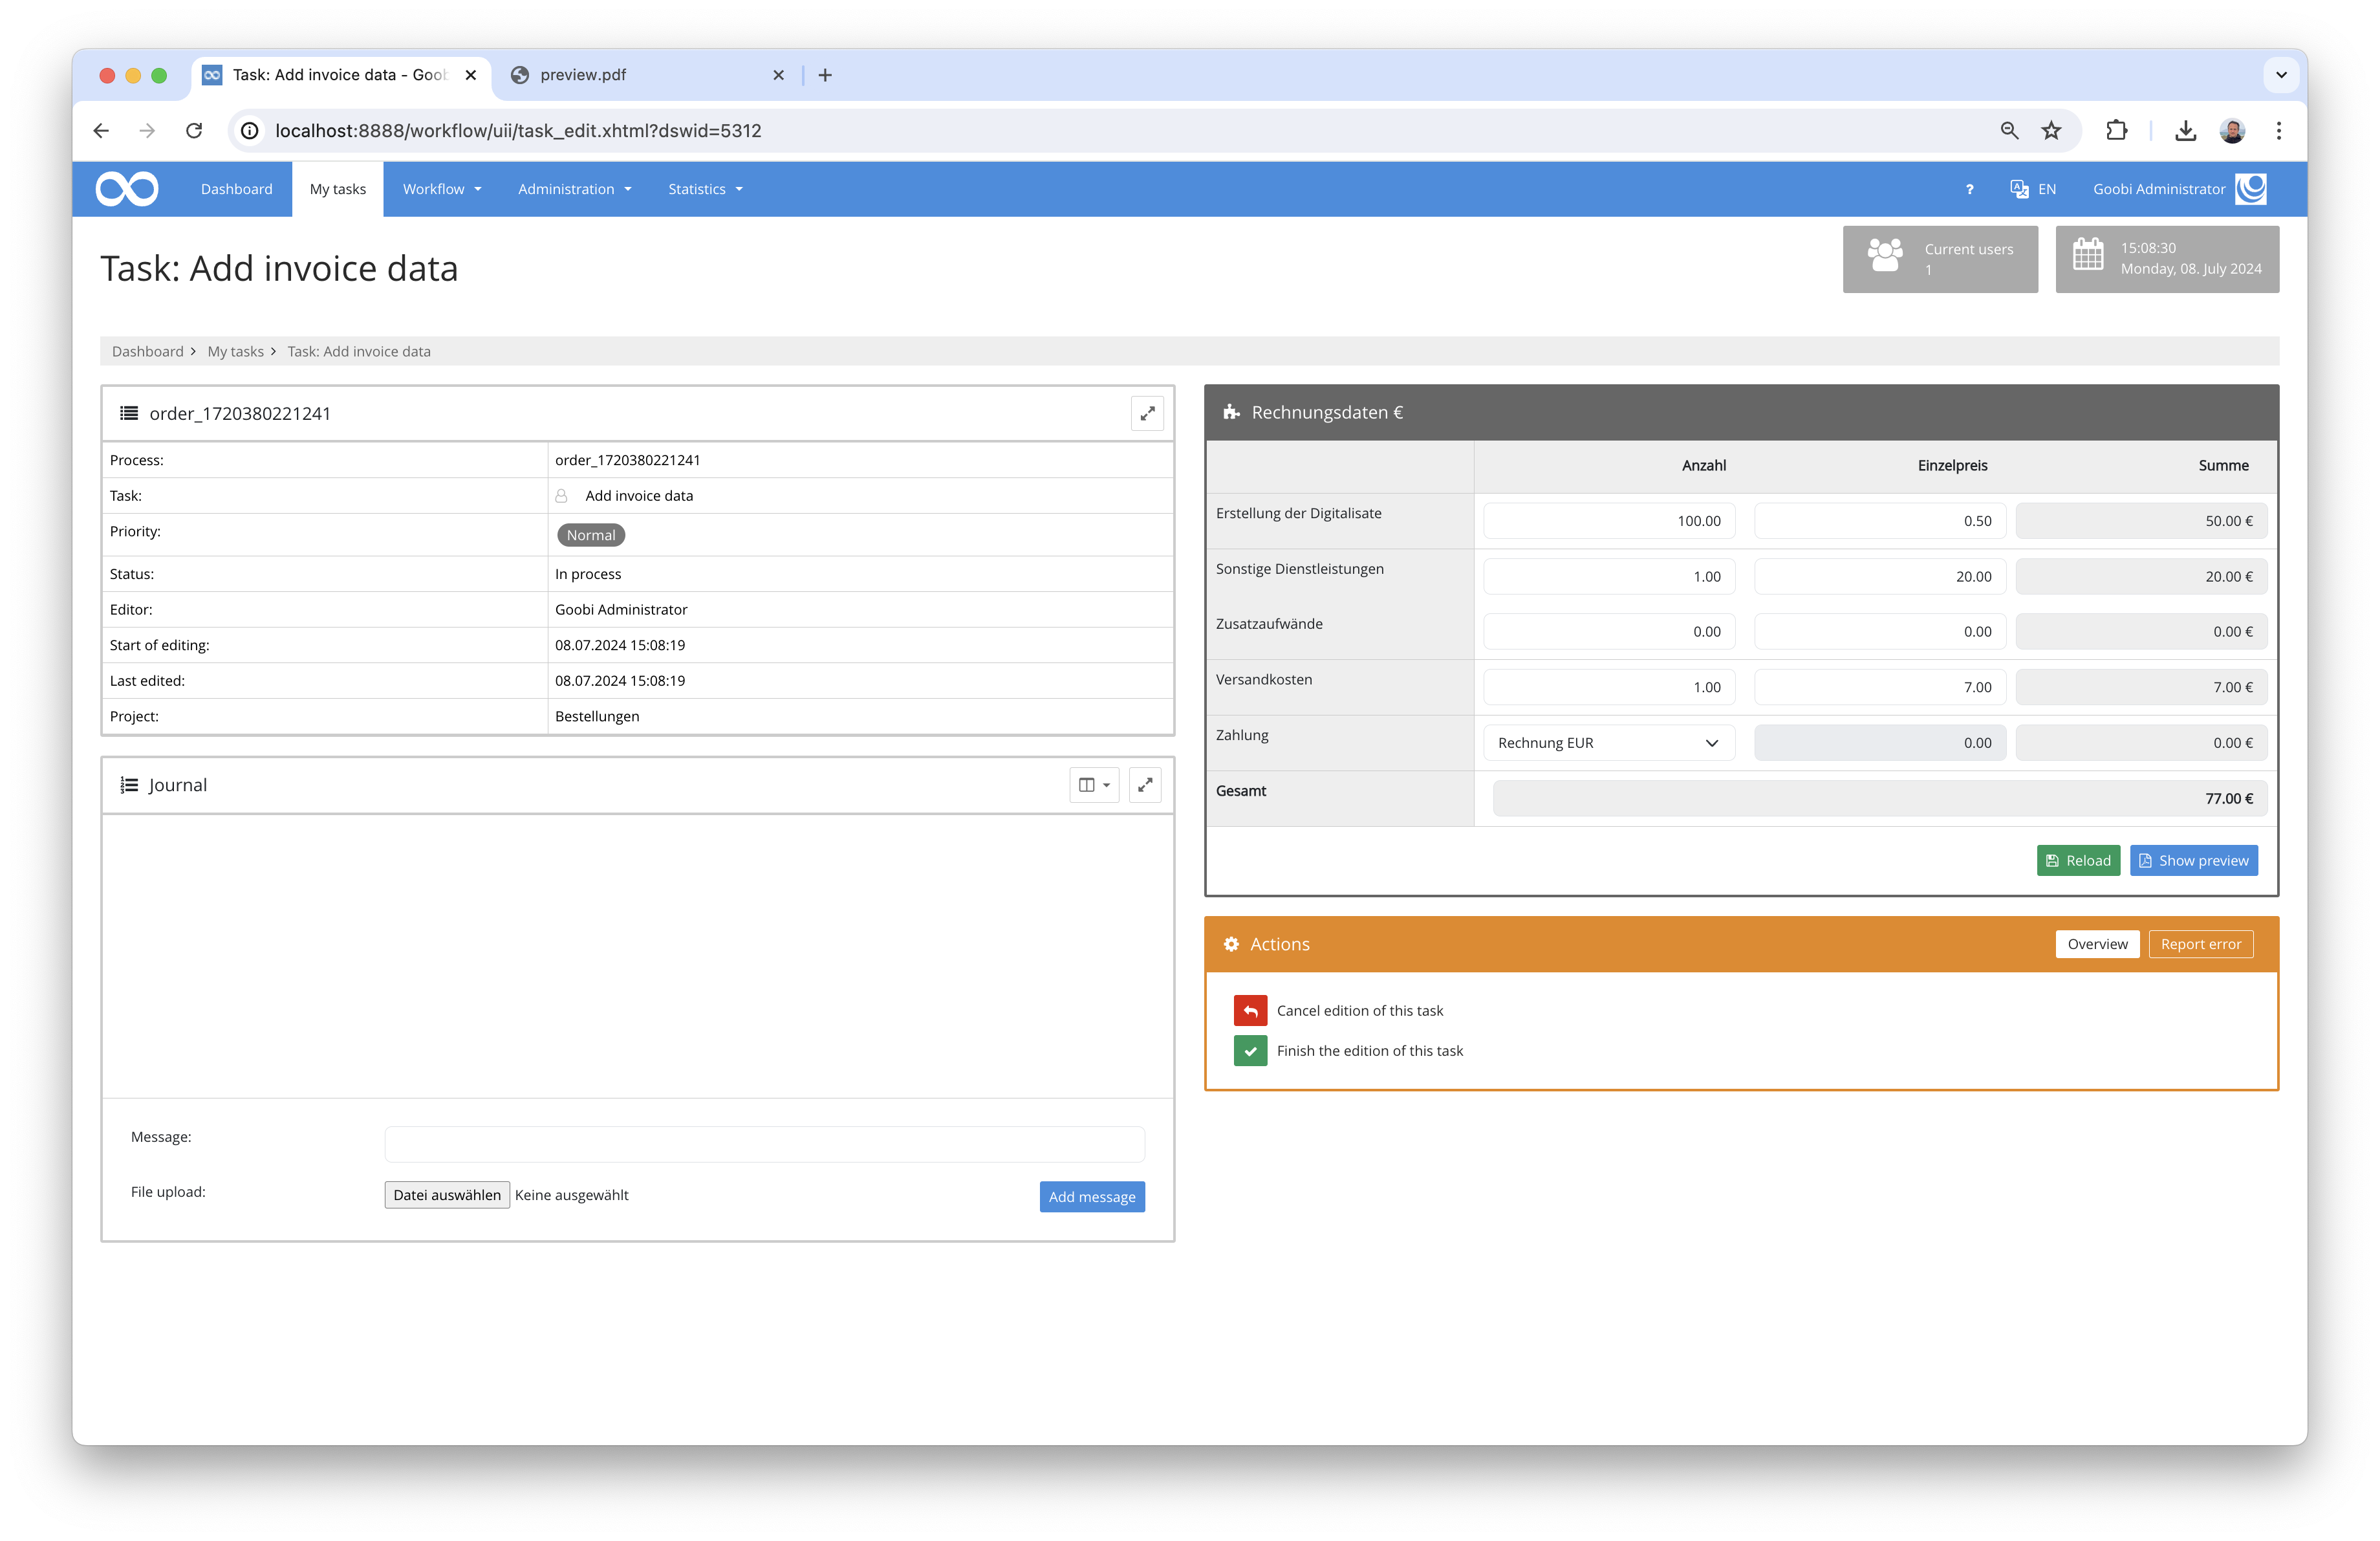 Task: Add invoice data - Goob
preview.pdf
localhost:8888/workflow/uii/task_edit.xhtml?dswid=5312
Dashboard
My tasks
Workflow
Administration
Statistics
?
EN
Goobi Administrator
Task: Add invoice data
Current users
1
15:08:30
Monday, 08. July 2024
Dashboard > My tasks > Task: Add invoice data
order_1720380221241
Process: order_1720380221241
Task: Add invoice data
Priority: Normal
Status: In process
Editor: Goobi Administrator
Start of editing: 08.07.2024 15:08:19
Last edited: 08.07.2024 15:08:19
Project: Bestellungen
Journal
Message:
File upload: Datei auswählen Keine ausgewählt
Add message
Rechnungsdaten €
Anzahl Einzelpreis Summe
Erstellung der Digitalisate 100.00 0.50 50.00 €
Sonstige Dienstleistungen 1.00 20.00 20.00 €
Zusatzaufwände 0.00 0.00 0.00 €
Versandkosten 1.00 7.00 7.00 €
Zahlung Rechnung EUR 0.00 0.00 €
Gesamt 77.00 €
Reload Show preview
Actions Overview Report error
Cancel edition of this task
Finish the edition of this task